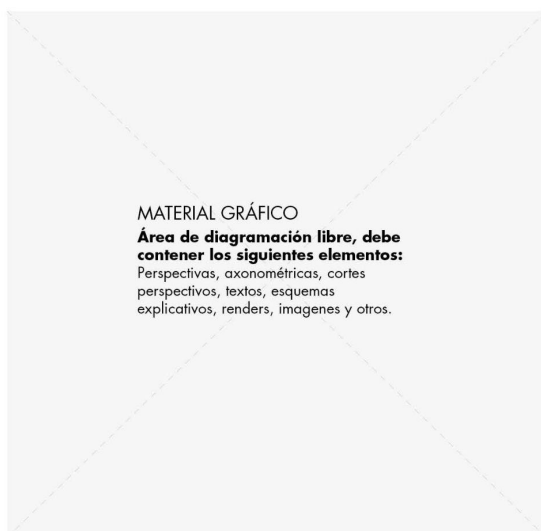 MATERIAL GRÁFICO
Área de diagramación libre, debe
contener los siguientes elementos:
Perspectivas, axonométricas, cortes
perspectivos, textos, esquemas
explicativos, renders, imagenes y otros.